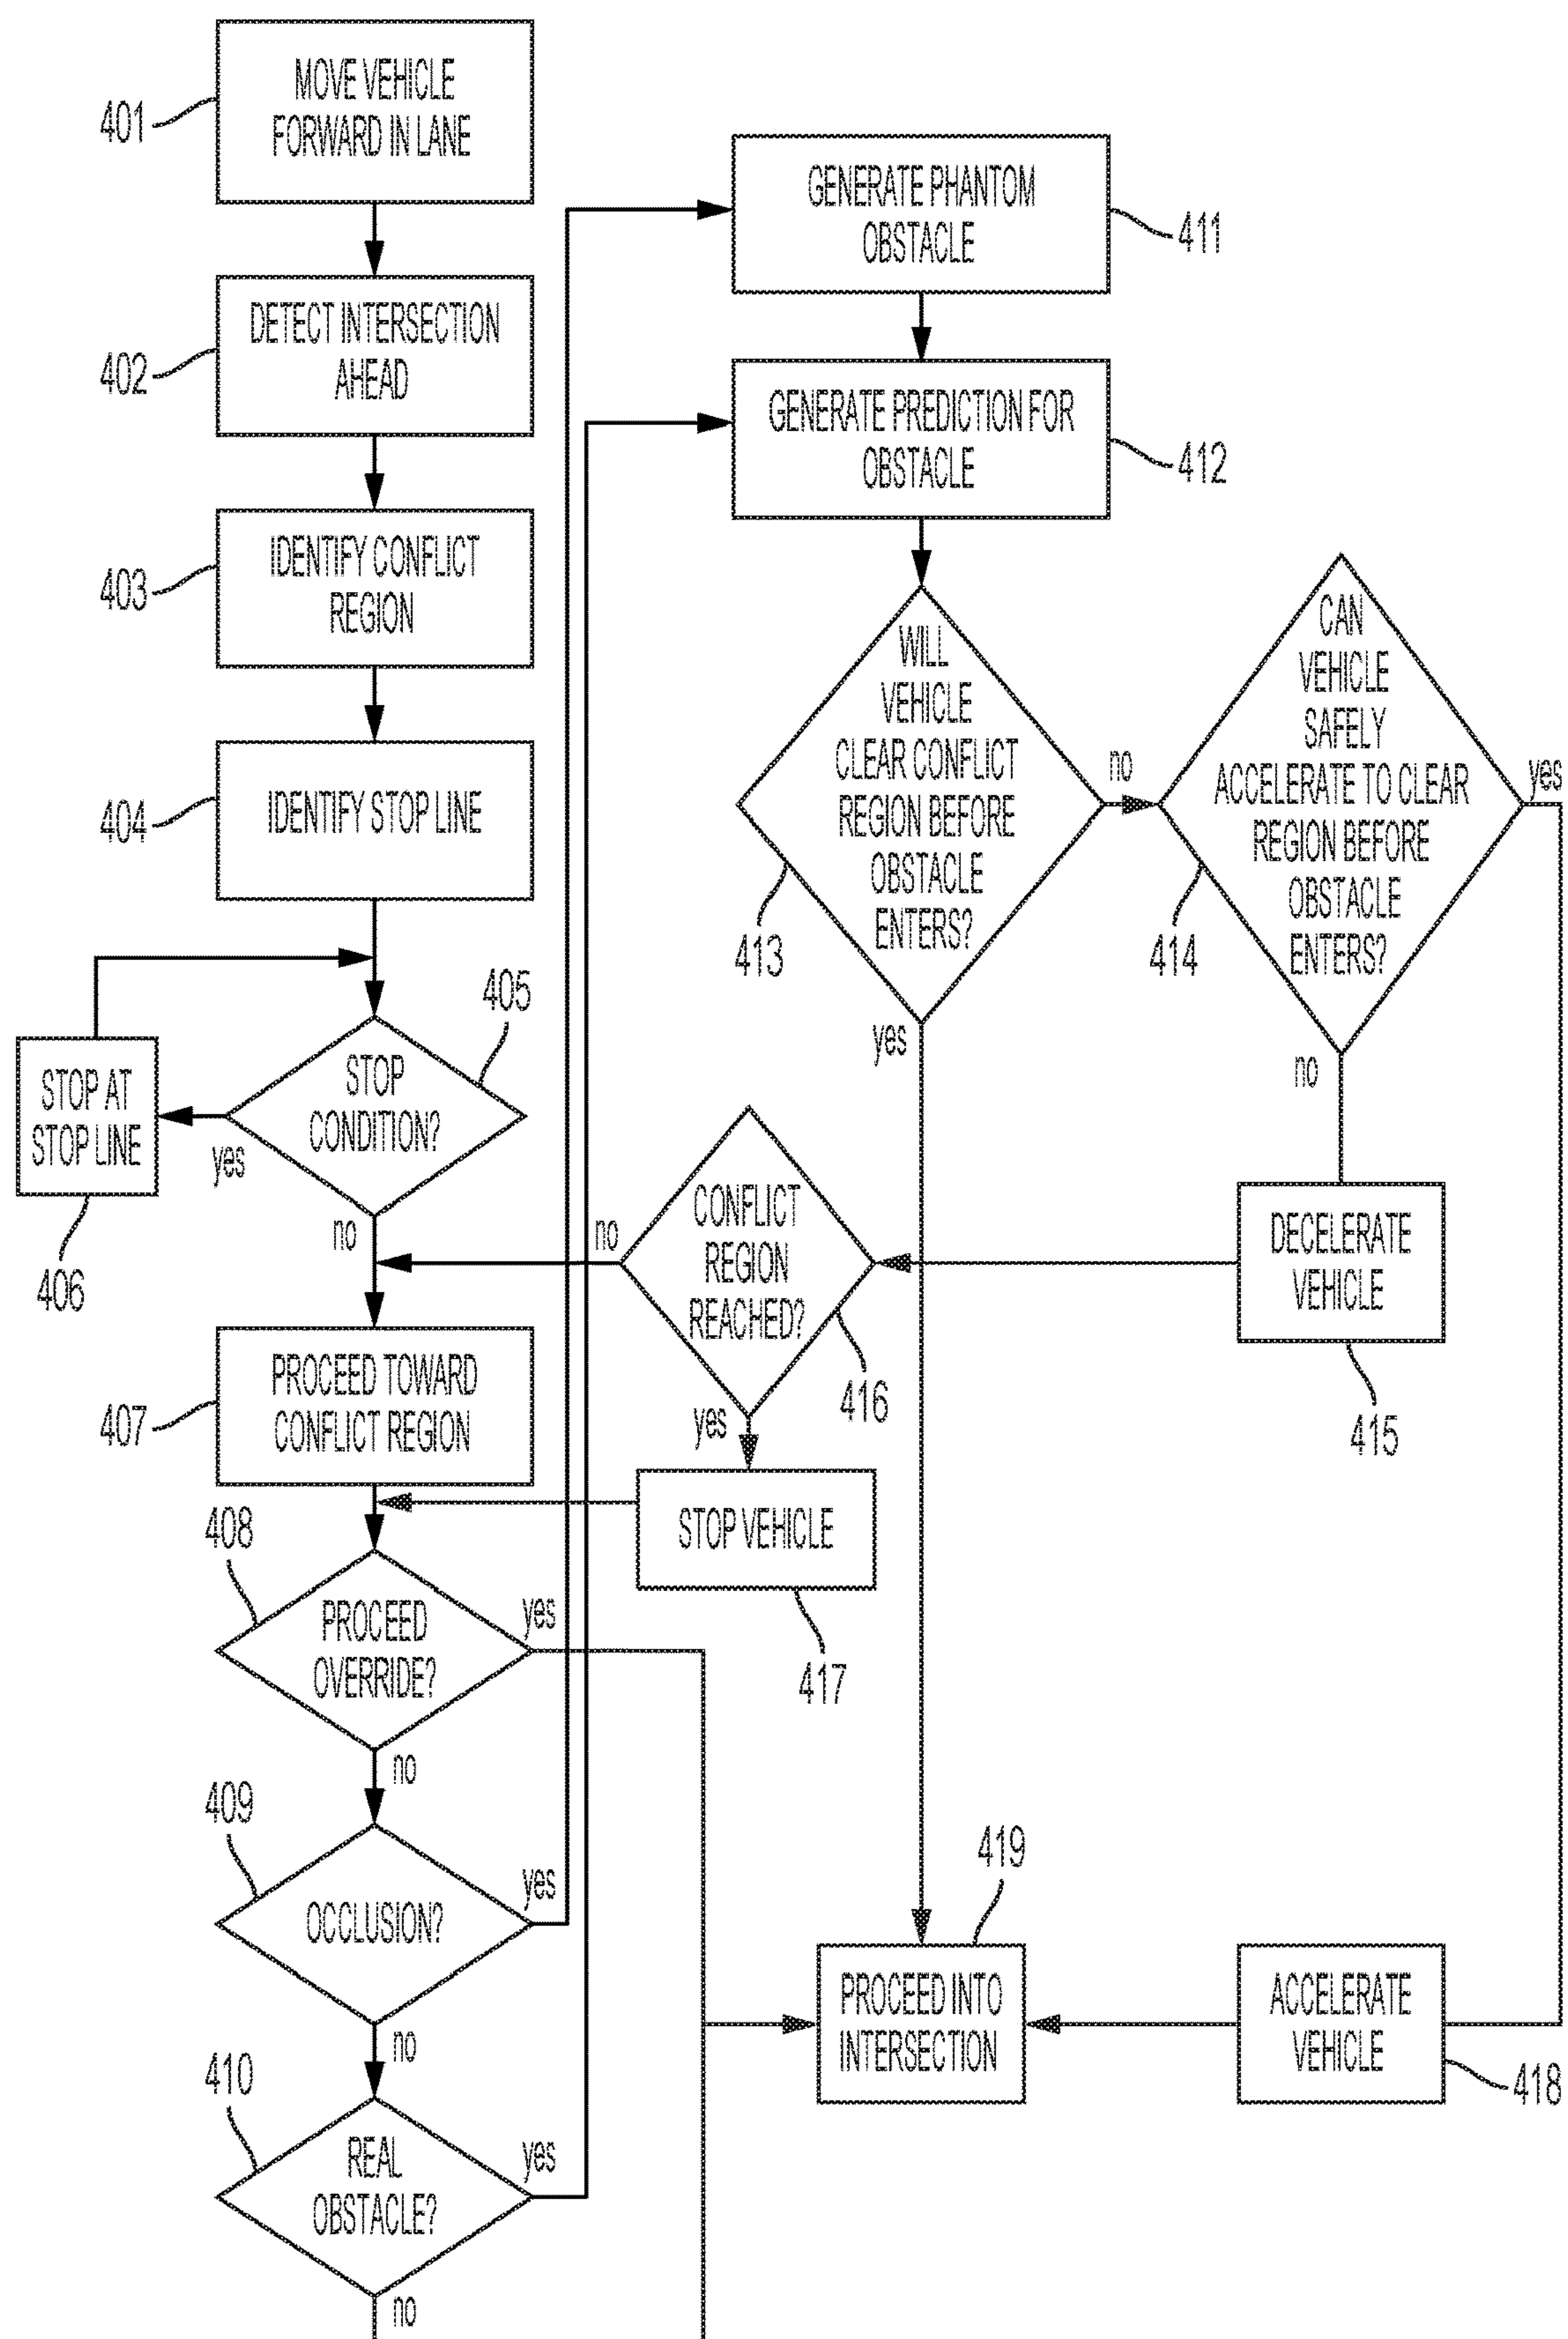 401
MOVE VEHICLE
FORWARD IN LANE
402
DETECT INTERSECTION
AHEAD
403
IDENTIFY CONFLICT
REGION
404
IDENTIFY STOP LINE
405
STOP
CONDITION?
yes
no
STOP AT
STOP LINE
406
407
PROCEED TOWARD
CONFLICT REGION
408
PROCEED
OVERRIDE?
yes
no
409
OCCLUSION?
yes
no
410
REAL
OBSTACLE?
yes
no
GENERATE PHANTOM
OBSTACLE
411
GENERATE PREDICTION FOR
OBSTACLE
412
WILL
VEHICLE
CLEAR CONFLICT
REGION BEFORE
OBSTACLE
ENTERS?
413
no
yes
CAN
VEHICLE
SAFELY
ACCELERATE TO CLEAR
REGION BEFORE
OBSTACLE
ENTERS?
414
yes
no
DECELERATE
VEHICLE
415
CONFLICT
REGION
REACHED?
416
no
yes
STOP VEHICLE
417
419
PROCEED INTO
INTERSECTION
ACCELERATE
VEHICLE
418